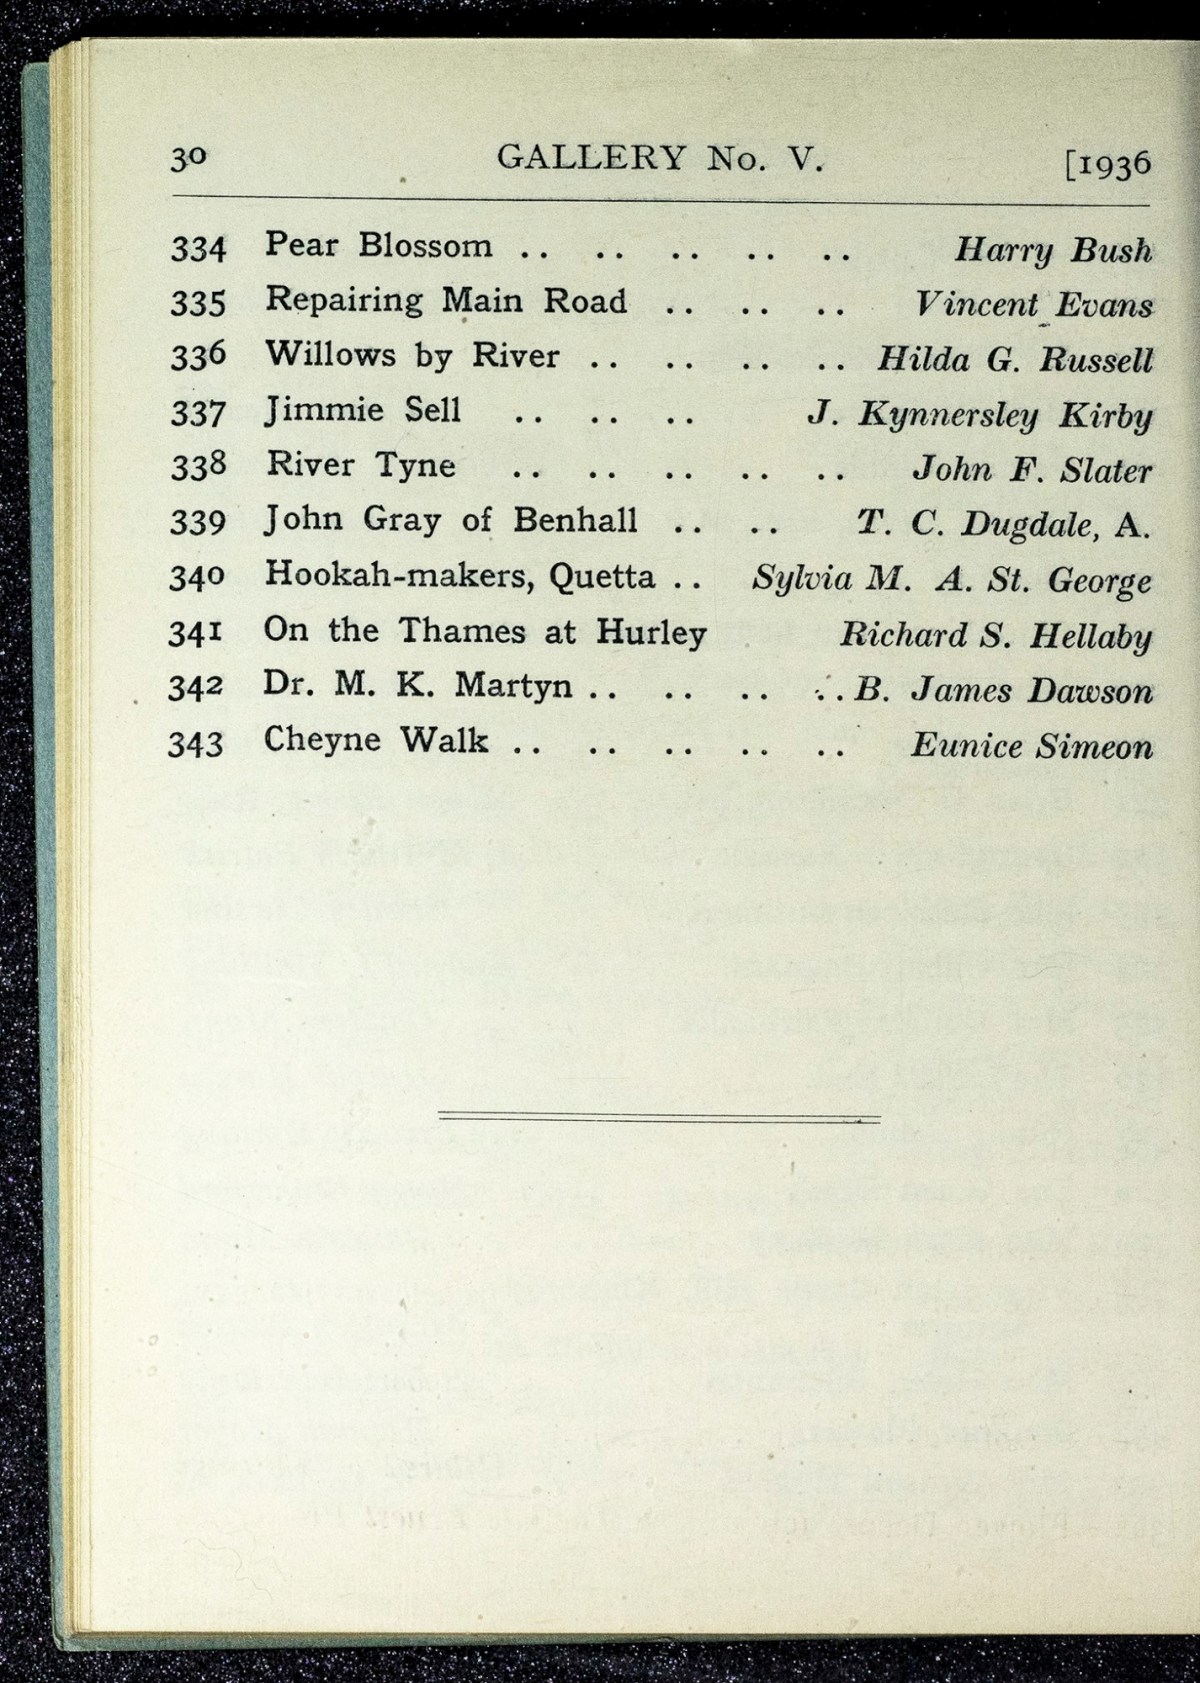 30 GALLERY No. V. [1936
334 Pear Blossom .. .. .. .. .. Harry Bush
335 Repairing Main Road .. .. .. Vincent Evans
336 Willows by River .. .. .. .. Hilda G. Russell
337 Jimmie Sell .. .. .. J. Kynnersley Kirby
338 River Tyne .. .. .. .. .. John F. Slater
339 John Gray of Benhall .. .. T. C. Dugdale, A.
340 Hookah-makers, Quetta .. Sylvia M. A. St. George
341 On the Thames at Hurley Richard S. Hellaby
342 Dr. M. K. Martyn .. .. .. .. B. James Dawson
343 Cheyne Walk .. .. .. .. .. Eunice Simeon